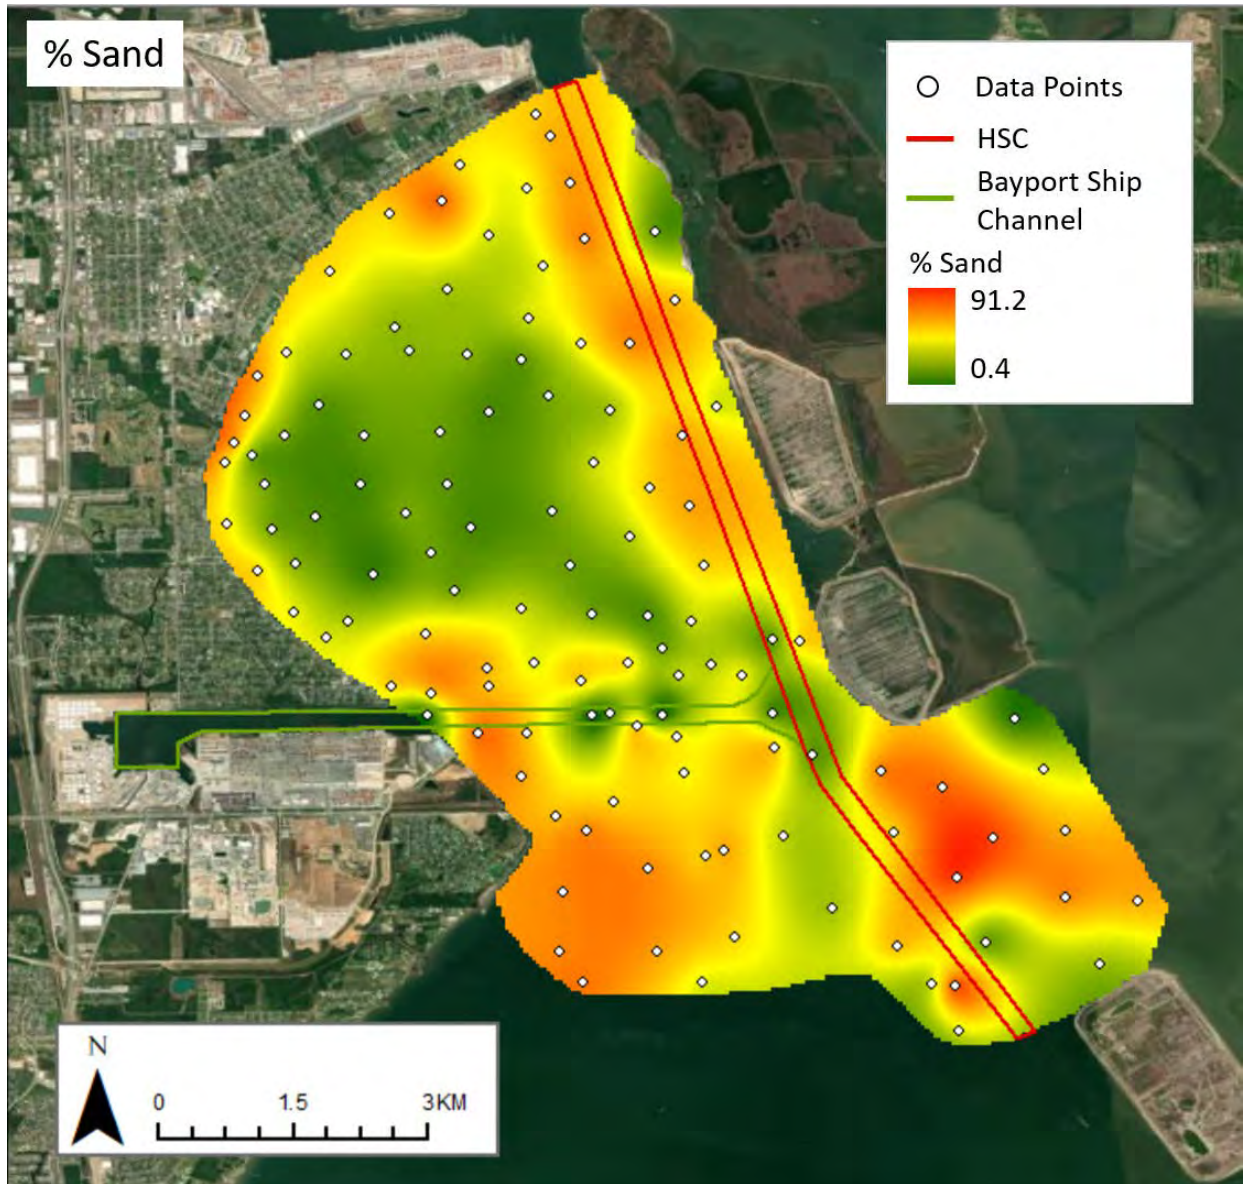 % Sand
Data Points
HSC
Bayport Ship
Channel
% Sand
91.2
0.4
N
0 1.5 3KM